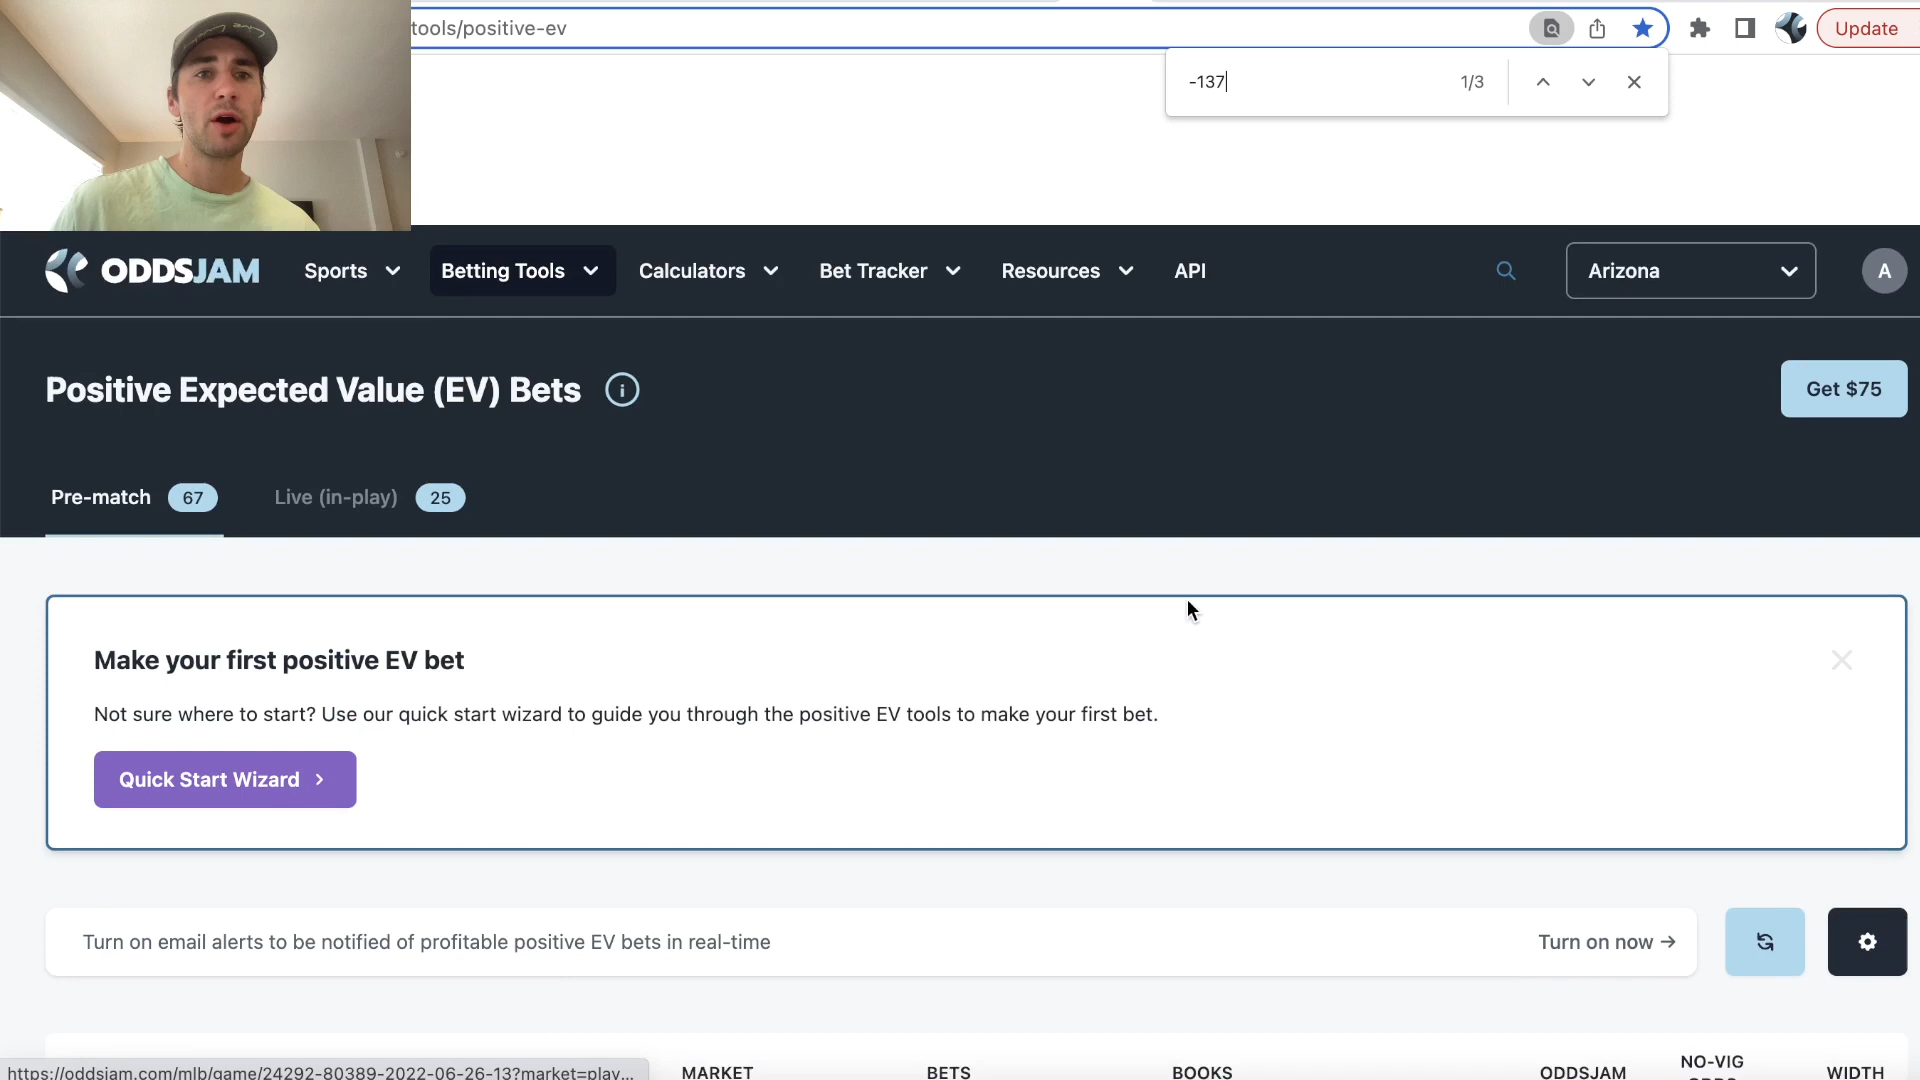 tools/positive-ev
Update
-137
1/3
ODDSJAM
Sports
Betting Tools
Calculators
Bet Tracker
Resources
API
Arizona
A
Positive Expected Value (EV) Bets
Get $75
Pre-match 67
Live (in-play) 25
Make your first positive EV bet
Not sure where to start? Use our quick start wizard to guide you through the positive EV tools to make your first bet.
Quick Start Wizard
Turn on email alerts to be notified of profitable positive EV bets in real-time
Turn on now →
https://oddsjam.com/mlb/game/24292-80389-2022-06-26-13?market=play...
MARKET
BETS
BOOKS
ODDSJAM
NO-VIG
ODDS
WIDTH